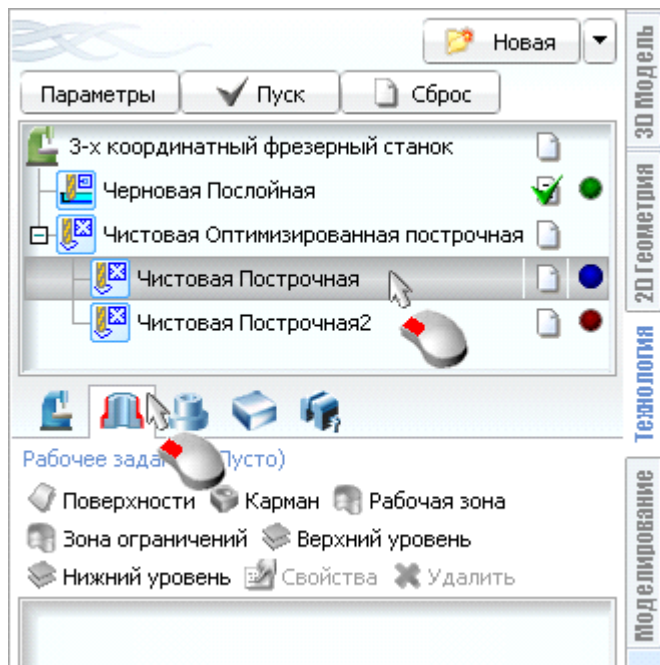 Новая
Параметры Пуск Сброс
3-х координатный фрезерный станок
Черновая Послойная
Чистовая Оптимизированная построчная
Чистовая Построчная
Чистовая Построчная2
Рабочее зада Пусто)
Поверхности Карман Рабочая зона
Зона ограничений Верхний уровень
Нижний уровень Свойства Удалить
3D Модель
2D Геометрия
Технология
Моделирование